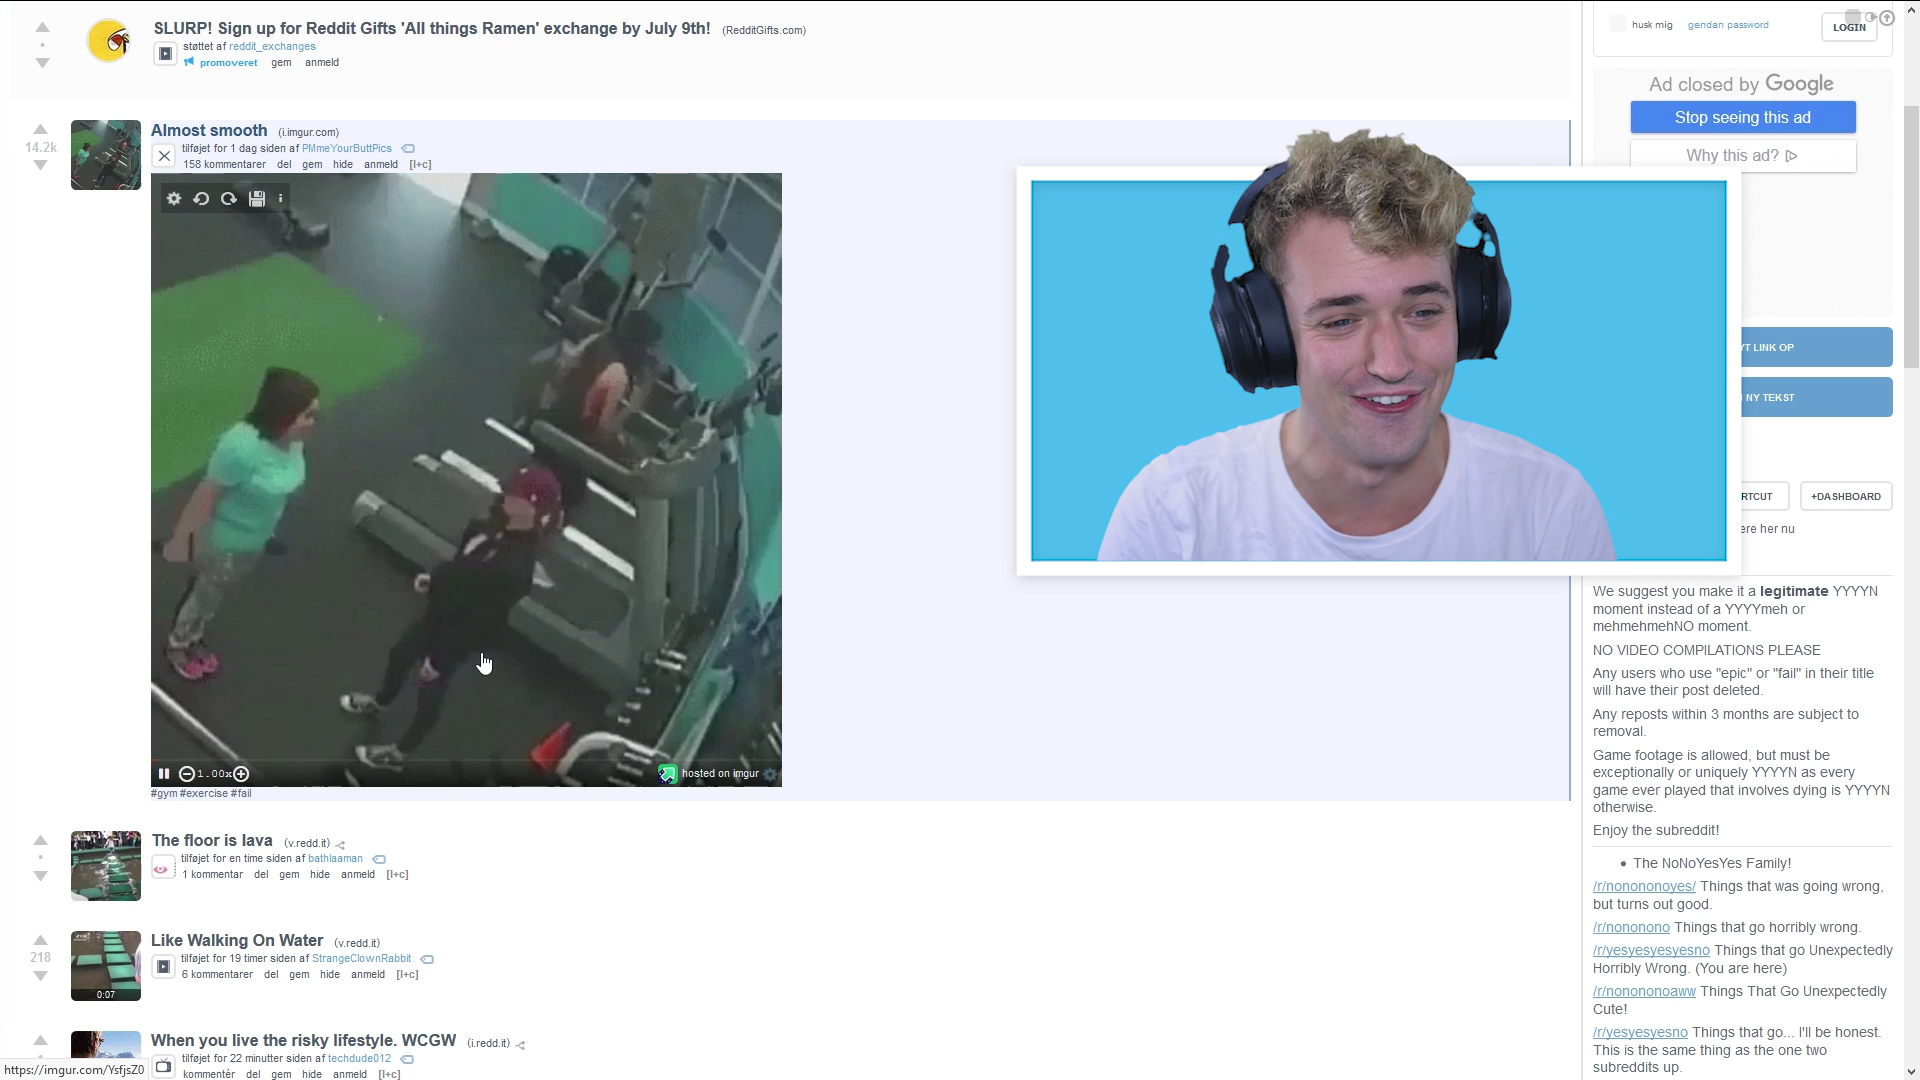 SLURP! Sign up for Reddit Gifts 'All things Ramen' exchange by July 9th! (RedditGifts.com)
støttet af reddit_exchanges
promoveret gem anmeld
14.2k
Almost smooth (i.imgur.com)
tilføjet for 1 dag siden af PMmeYourButtPics
158 kommentarer del gem hide anmeld [l+c]
1.00x
hosted on imgur
#gym #exercise #fail
The floor is lava (v.redd.it)
tilføjet for en time siden af bathlaaman
1 kommentar del gem hide anmeld [l+c]
218
0:07
Like Walking On Water (v.redd.it)
tilføjet for 19 timer siden af StrangeClownRabbit
6 kommentarer del gem hide anmeld [l+c]
When you live the risky lifestyle. WCGW (i.redd.it)
tilføjet for 22 minutter siden af techdude012
kommentér del gem hide anmeld [l+c]
https://imgur.com/YsfjsZ0
husk mig gendan password LOGIN
Ad closed by Google
Stop seeing this ad
Why this ad?
YT LINK OP
NY TEKST
RTCUT +DASHBOARD
ere her nu
We suggest you make it a legitimate YYYYN
moment instead of a YYYYmeh or
mehmehmehNO moment.
NO VIDEO COMPILATIONS PLEASE
Any users who use "epic" or "fail" in their title
will have their post deleted.
Any reposts within 3 months are subject to
removal.
Game footage is allowed, but must be
exceptionally or uniquely YYYYN as every
game ever played that involves dying is YYYYN
otherwise.
Enjoy the subreddit!
• The NoNoYesYes Family!
/r/nonononoyes/ Things that was going wrong,
but turns out good.
/r/nononono Things that go horribly wrong.
/r/yesyesyesyesno Things that go Unexpectedly
Horribly Wrong. (You are here)
/r/nonononoaww Things That Go Unexpectedly
Cute!
/r/yesyesyesno Things that go... I'll be honest.
This is the same thing as the one two
subreddits up.